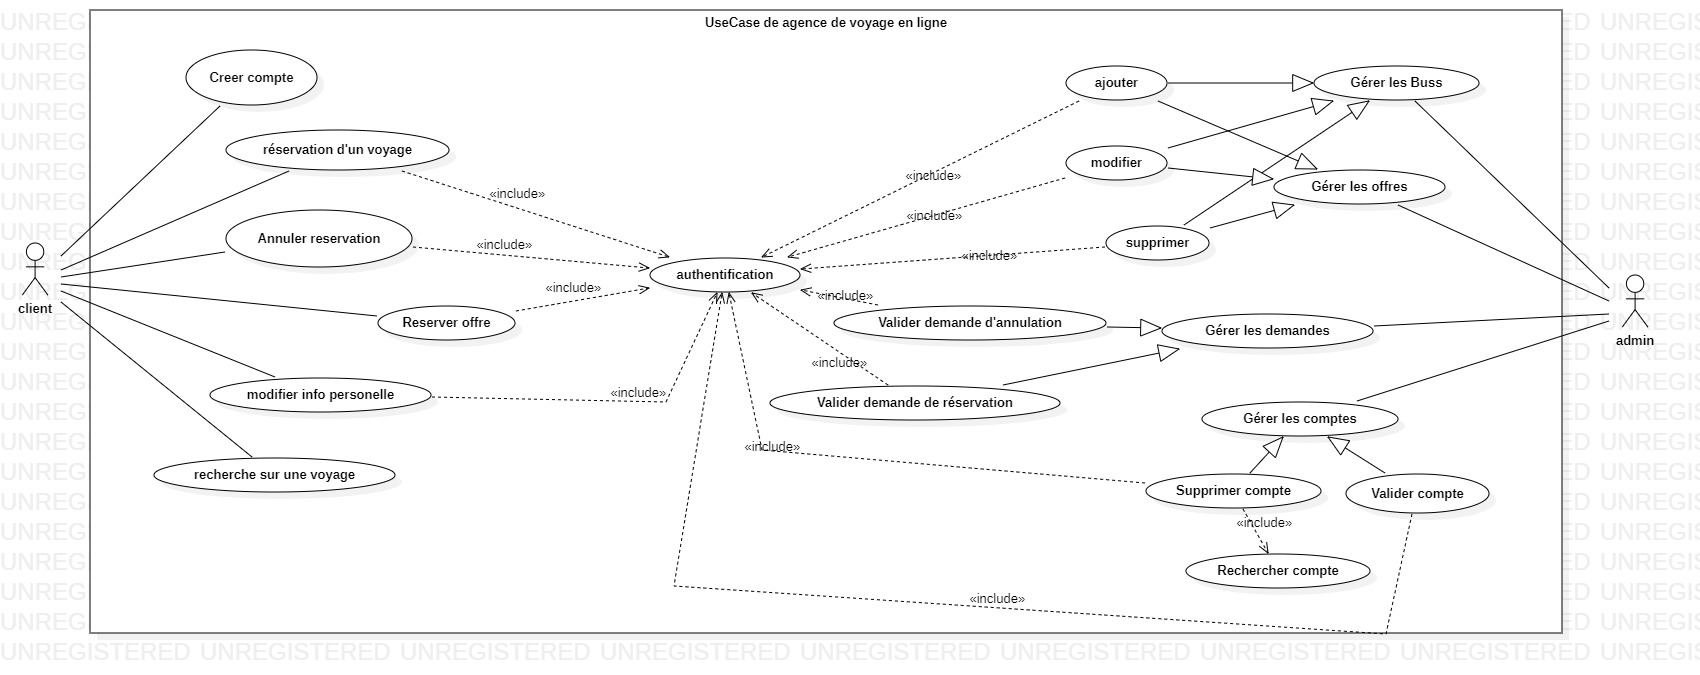 UseCase de agence de voyage en ligne
Creer compte
réservation d'un voyage
Annuler reservation
Reserver offre
modifier info personelle
recherche sur une voyage
client
authentification
«include»
«include»
«include»
«include»
«include»
«include»
«include»
«include»
«include»
«include»
«include»
«include»
ajouter
modifier
supprimer
Gérer les Buss
Gérer les offres
Valider demande d'annulation
Gérer les demandes
Valider demande de réservation
Gérer les comptes
Supprimer compte
Valider compte
Rechercher compte
admin
UNREGISTERED UNREGISTERED UNREGISTERED UNREGISTERED UNREGISTERED UNREGISTERED UNREGISTERED UNREGISTERED